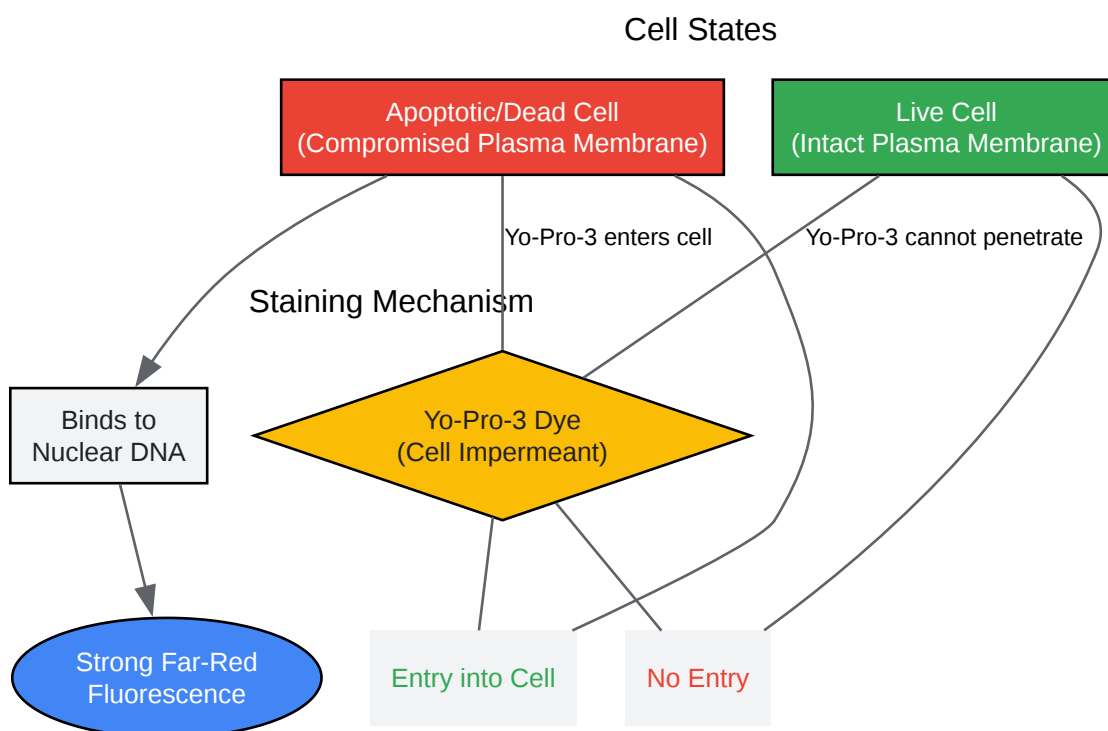 Cell States
Apoptotic/Dead Cell
(Compromised Plasma Membrane)
Live Cell
(Intact Plasma Membrane)
Yo-Pro-3 enters cell
Yo-Pro-3 cannot penetrate
Staining Mechanism
Binds to
Nuclear DNA
Yo-Pro-3 Dye
(Cell Impermeant)
Strong Far-Red
Fluorescence
Entry into Cell
No Entry